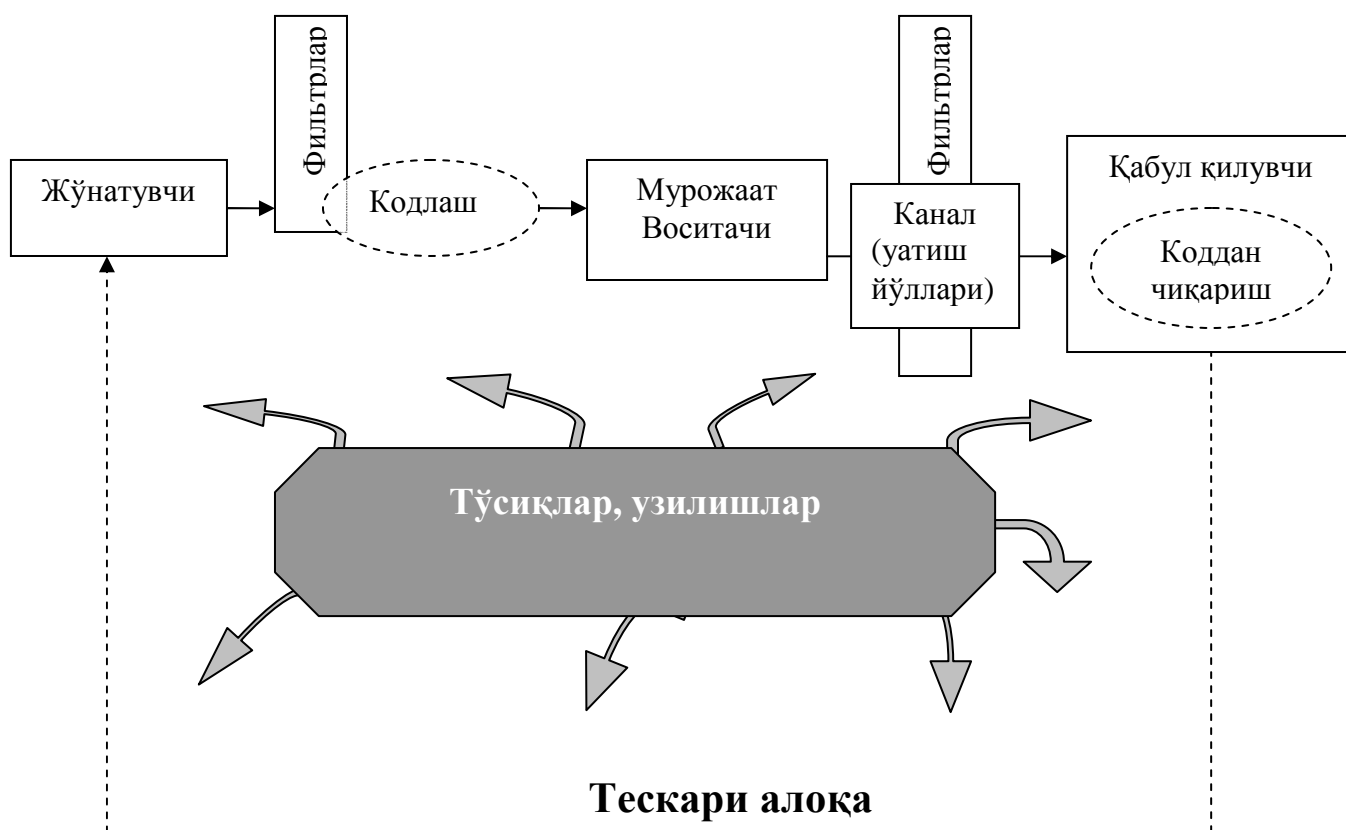 Фильтрлар
Фильтрлар
Жўнатувчи
Кодлаш
Мурожаат
Воситачи
Канал
(уатиш
йўллари)
Қабул қилувчи
Коддан
чиқариш
Тўсиқлар, узилишлар
Тескари алоқа